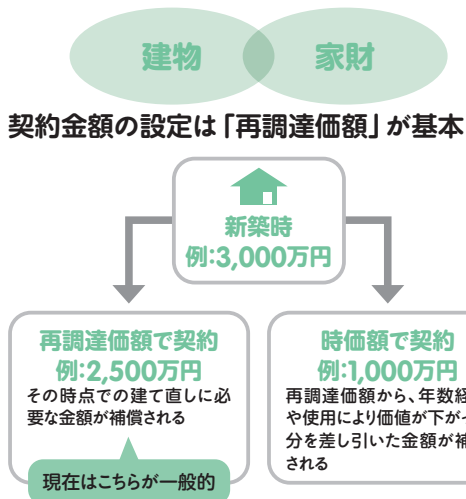 建物
家財
契約金額の設定は「再調達価額」が基本
新築時
例:3,000万円
再調達価額で契約
例:2,500万円
その時点での建て直しに必
要な金額が補償される
現在はこちらが一般的
時価額で契約
例:1,000万円
再調達価額から、年数経
や使用により価値が下がっ
分を差し引いた金額が補
される